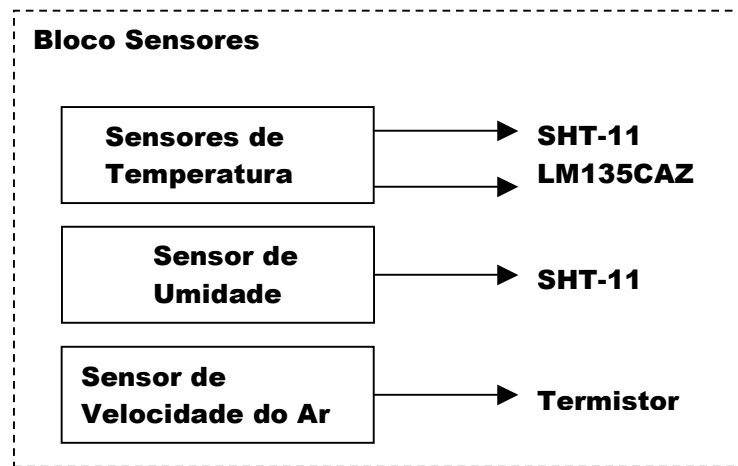 Bloco Sensores
Sensores de
Temperatura
SHT-11
LM135CAZ
Sensor de
Umidade
SHT-11
Sensor de
Velocidade do Ar
Termistor